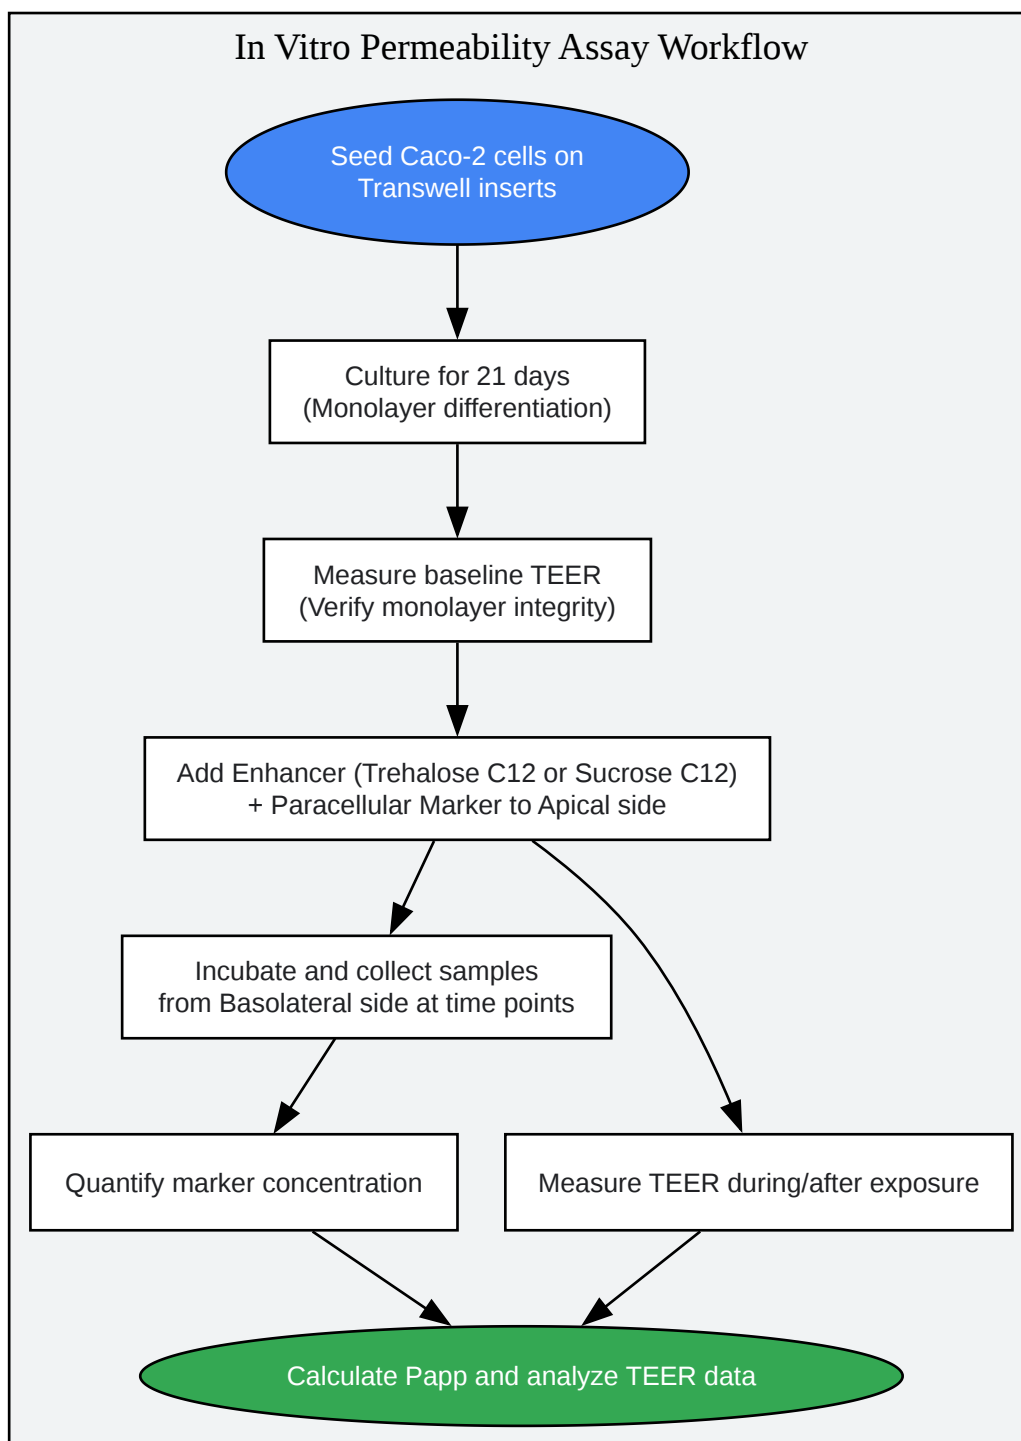 In Vitro Permeability Assay Workflow
Seed Caco-2 cells on
Transwell inserts
Culture for 21 days
(Monolayer differentiation)
Measure baseline TEER
(Verify monolayer integrity)
Add Enhancer (Trehalose C12 or Sucrose C12)
+ Paracellular Marker to Apical side
Incubate and collect samples
from Basolateral side at time points
Quantify marker concentration
Measure TEER during/after exposure
Calculate Papp and analyze TEER data